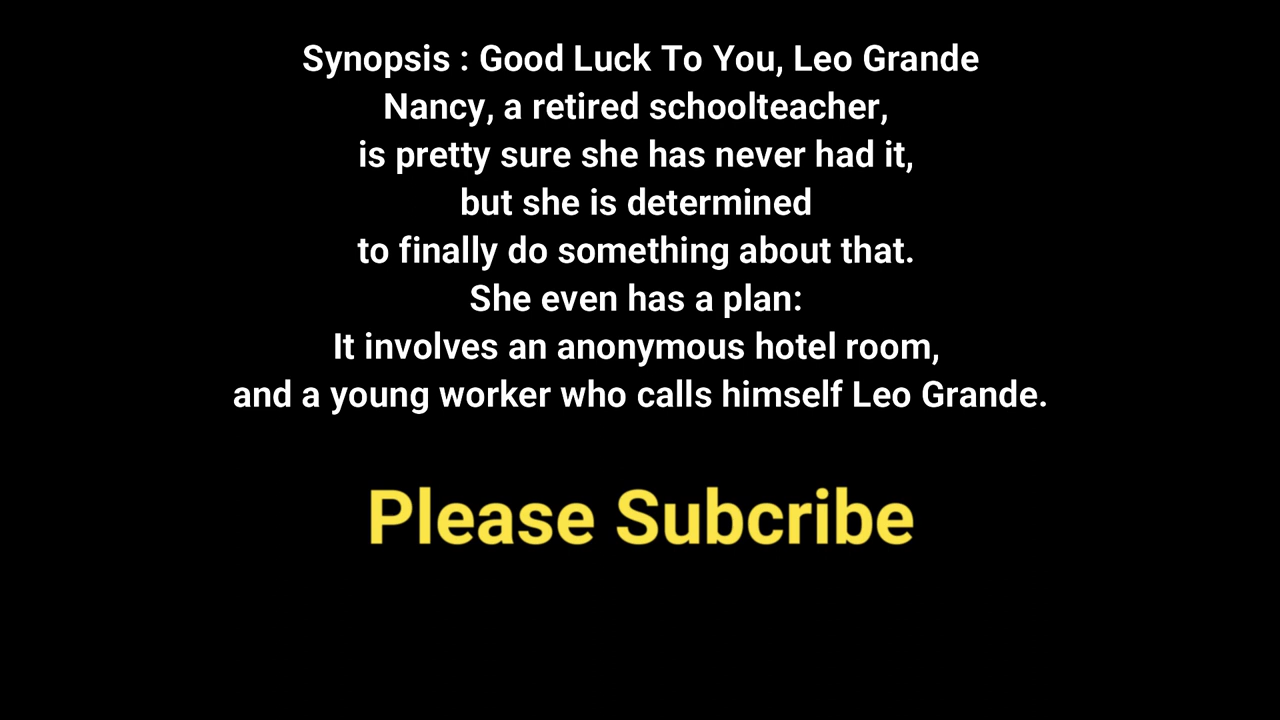 Synopsis : Good Luck To You, Leo Grande
Nancy, a retired schoolteacher,
is pretty sure she has never had it,
but she is determined
to finally do something about that.
She even has a plan:
It involves an anonymous hotel room,
and a young worker who calls himself Leo Grande.
Please Subcribe